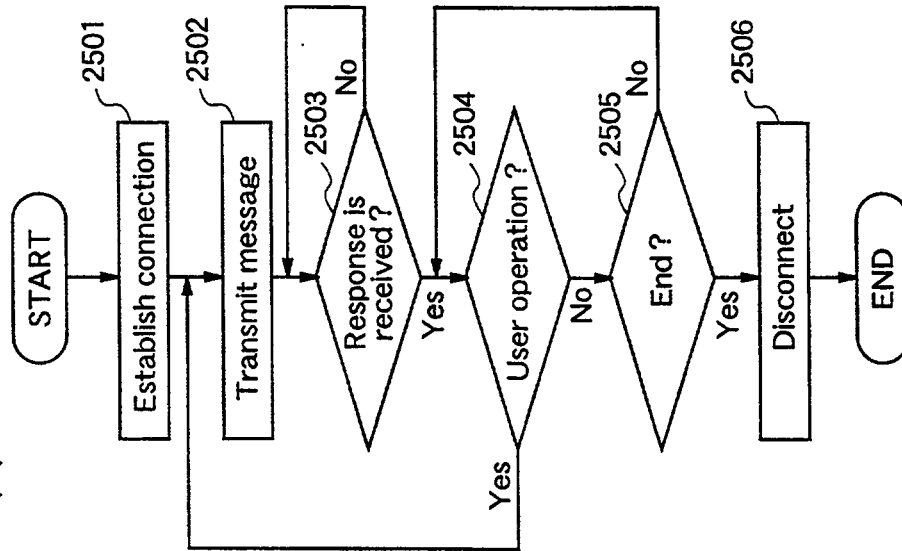 START
Establish connection
2501
Transmit message
2502
Response is
received?
2503
No
Yes
User operation?
2504
Yes
No
End?
2505
No
Yes
Disconnect
2506
END